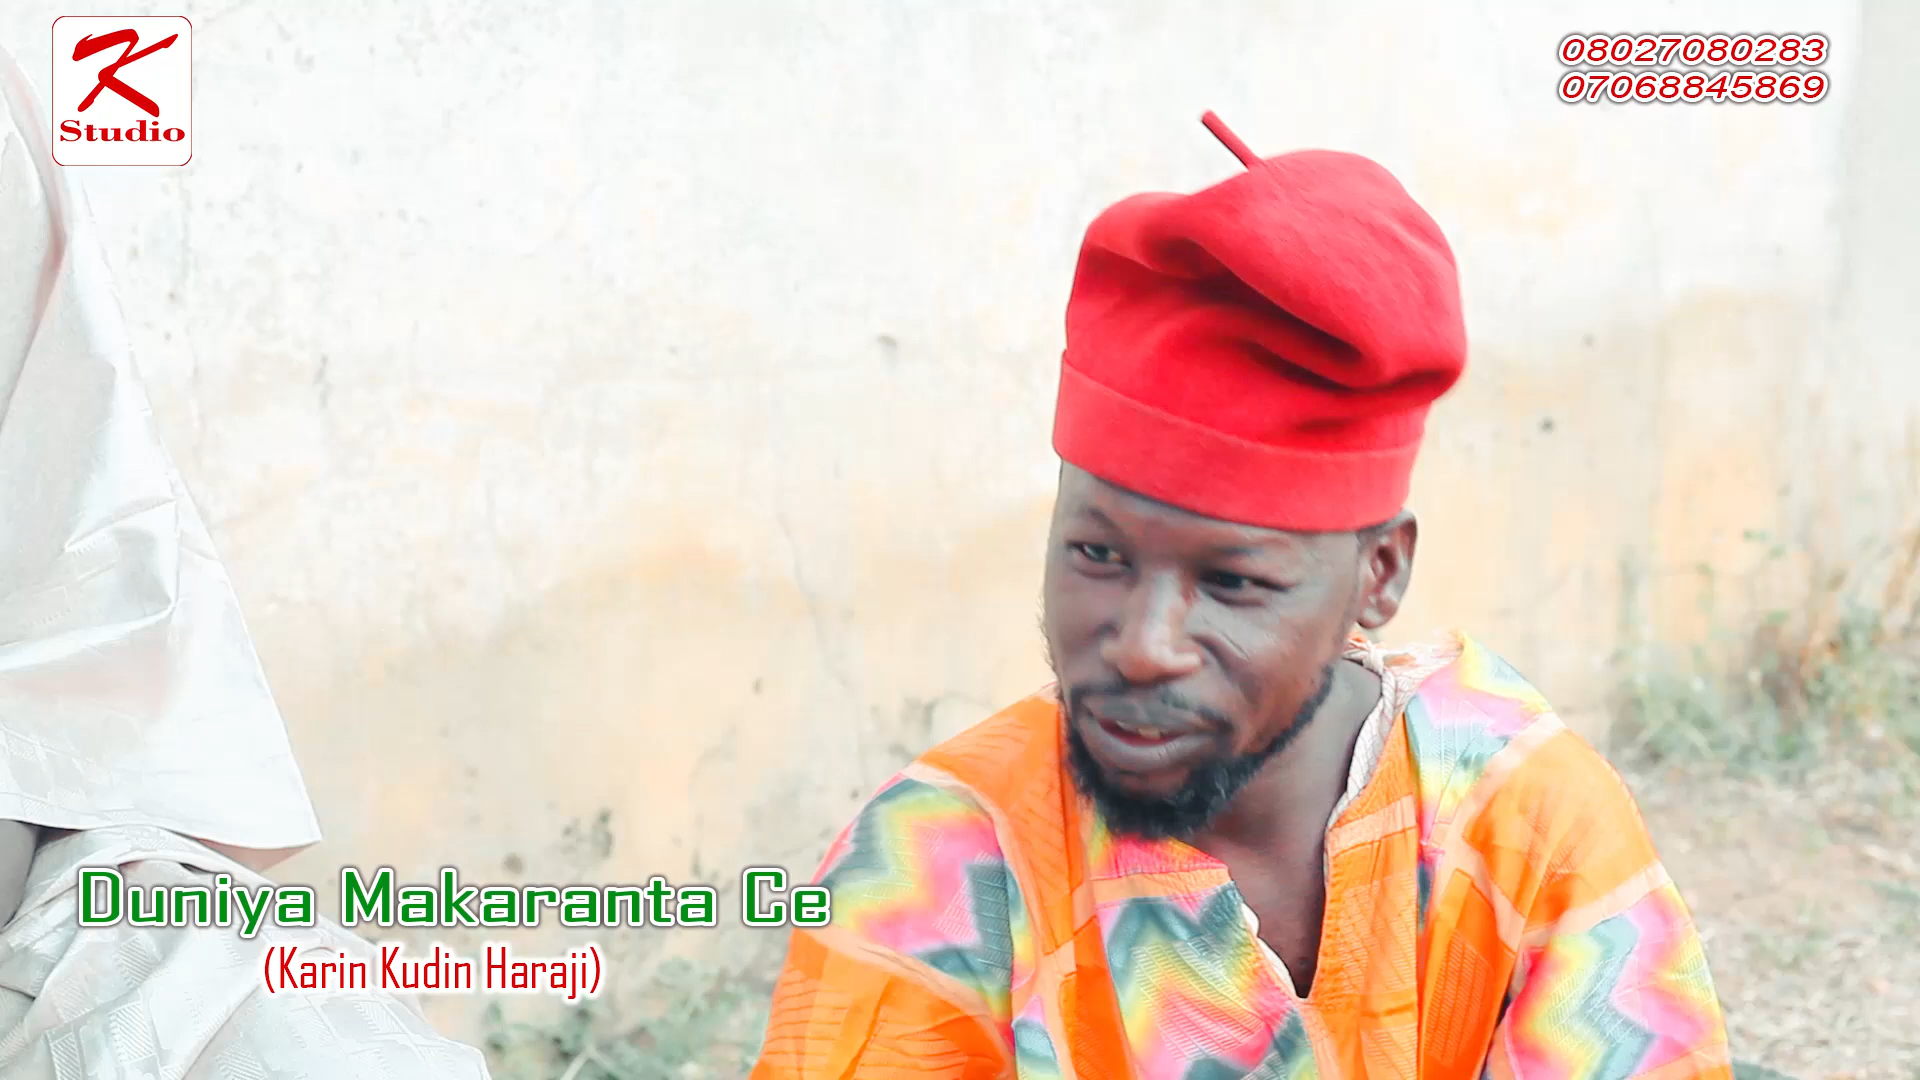 K
Studio
08027080283
07068845869
Duniya Makaranta Ce
(Karin Kudin Haraji)